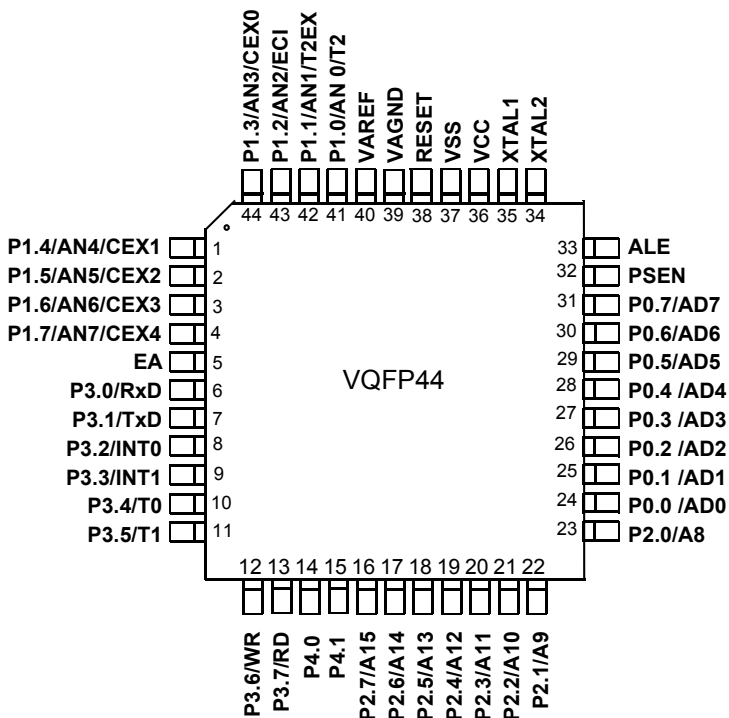 P1.3/AN3/CEX0
P1.2/AN2/ECI
P1.1/AN1/T2EX
P1.0/AN 0/T2
VAREF
VAGND
RESET
VSS
VCC
XTAL1
XTAL2
44 43 42 41 40 39 38 37 36 35 34
P1.4/AN4/CEX1 1
P1.5/AN5/CEX2 2
P1.6/AN6/CEX3 3
P1.7/AN7/CEX4 4
EA 5
P3.0/RxD 6
P3.1/TxD 7
P3.2/INT0 8
P3.3/INT1 9
P3.4/T0 10
P3.5/T1 11
VQFP44
33 ALE
32 PSEN
31 P0.7/AD7
30 P0.6/AD6
29 P0.5/AD5
28 P0.4 /AD4
27 P0.3 /AD3
26 P0.2 /AD2
25 P0.1 /AD1
24 P0.0 /AD0
23 P2.0/A8
12 13 14 15 16 17 18 19 20 21 22
P3.6/WR
P3.7/RD
P4.0
P4.1
P2.7/A15
P2.6/A14
P2.5/A13
P2.4/A12
P2.3/A11
P2.2/A10
P2.1/A9